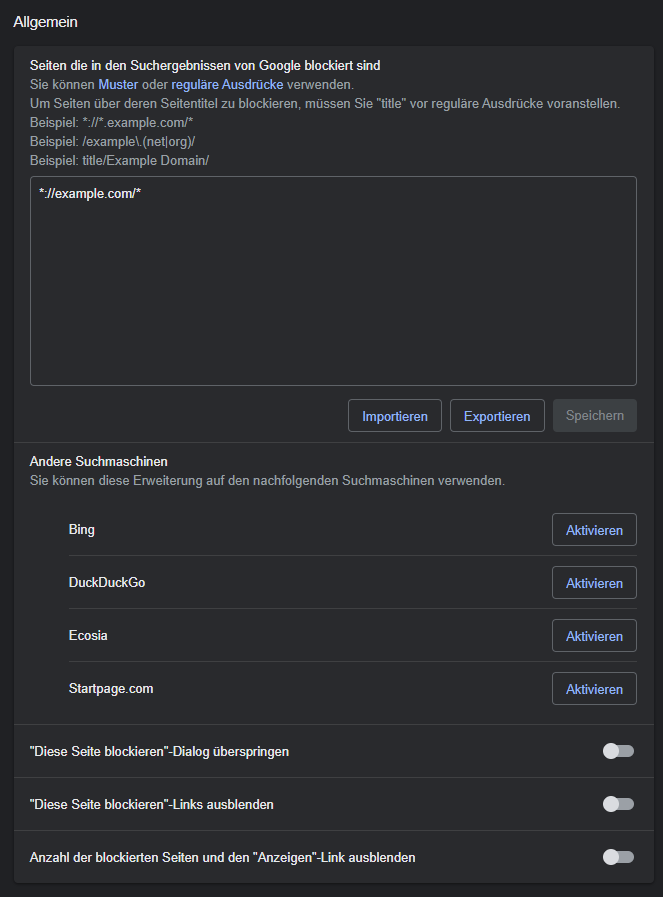 Allgemein
Seiten die in den Suchergebnissen von Google blockiert sind
Sie können Muster oder reguläre Ausdrücke verwenden.
Um Seiten über deren Seitentitel zu blockieren, müssen Sie "title" vor reguläre Ausdrücke voranstellen.
Beispiel: *://*.example.com/*
Beispiel: /example\.(net|org)/
Beispiel: title/Example Domain/
*://example.com/*
Importieren Exportieren Speichern
Andere Suchmaschinen
Sie können diese Erweiterung auf den nachfolgenden Suchmaschinen verwenden.
Bing Aktivieren
DuckDuckGo Aktivieren
Ecosia Aktivieren
Startpage.com Aktivieren
"Diese Seite blockieren"-Dialog überspringen
"Diese Seite blockieren"-Links ausblenden
Anzahl der blockierten Seiten und den "Anzeigen"-Link ausblenden